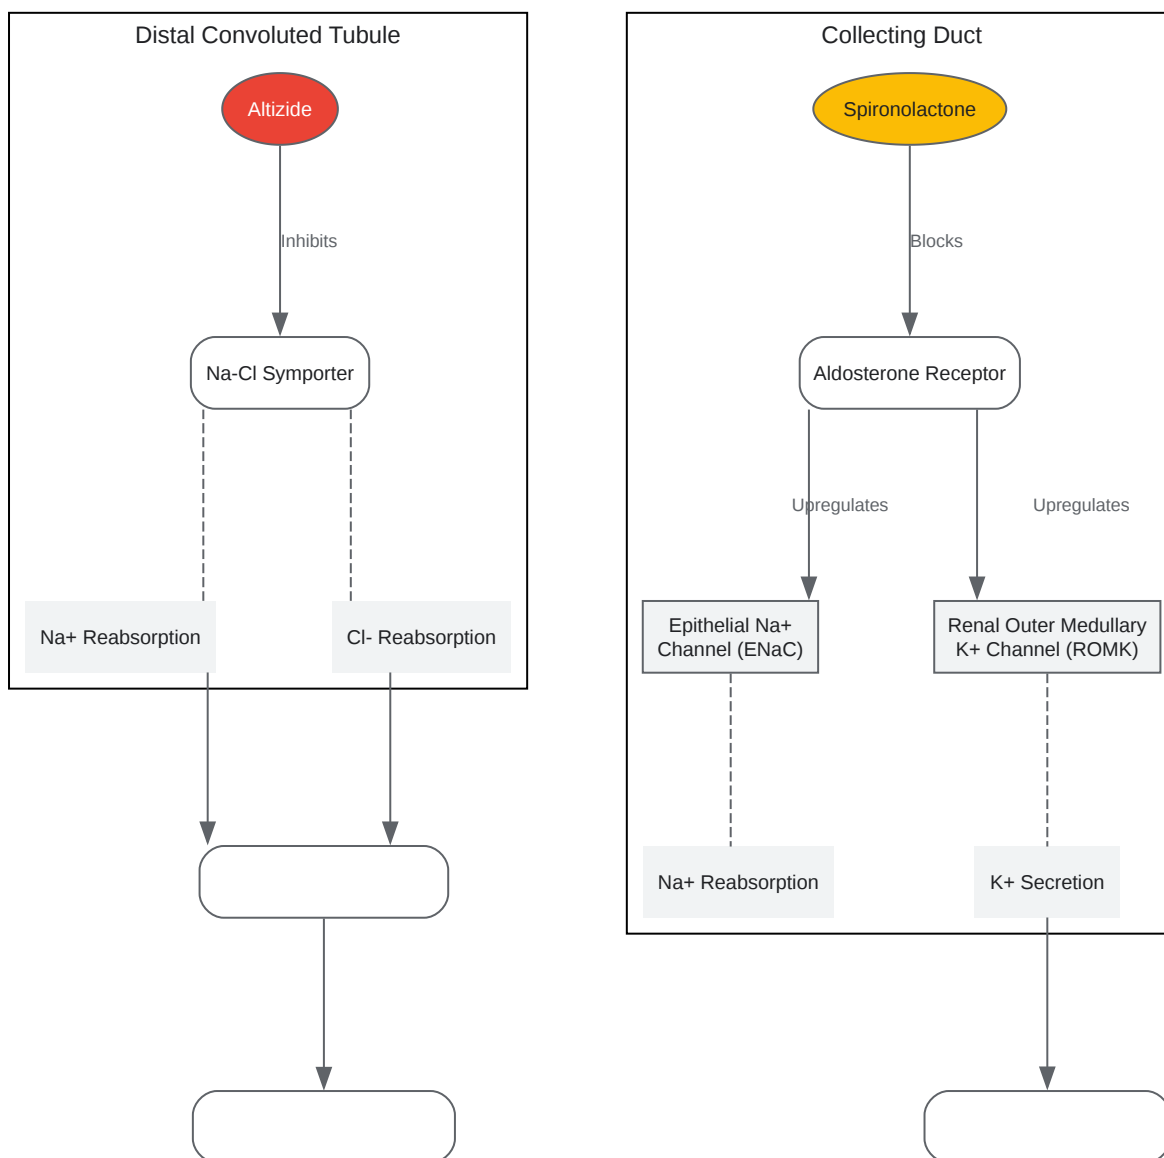 Distal Convoluted Tubule
Altizide
Inhibits
Na-Cl Symporter
Na+ Reabsorption
Cl- Reabsorption
Collecting Duct
Spironolactone
Blocks
Aldosterone Receptor
Upregulates
Upregulates
Epithelial Na+
Channel (ENaC)
Renal Outer Medullary
K+ Channel (ROMK)
Na+ Reabsorption
K+ Secretion